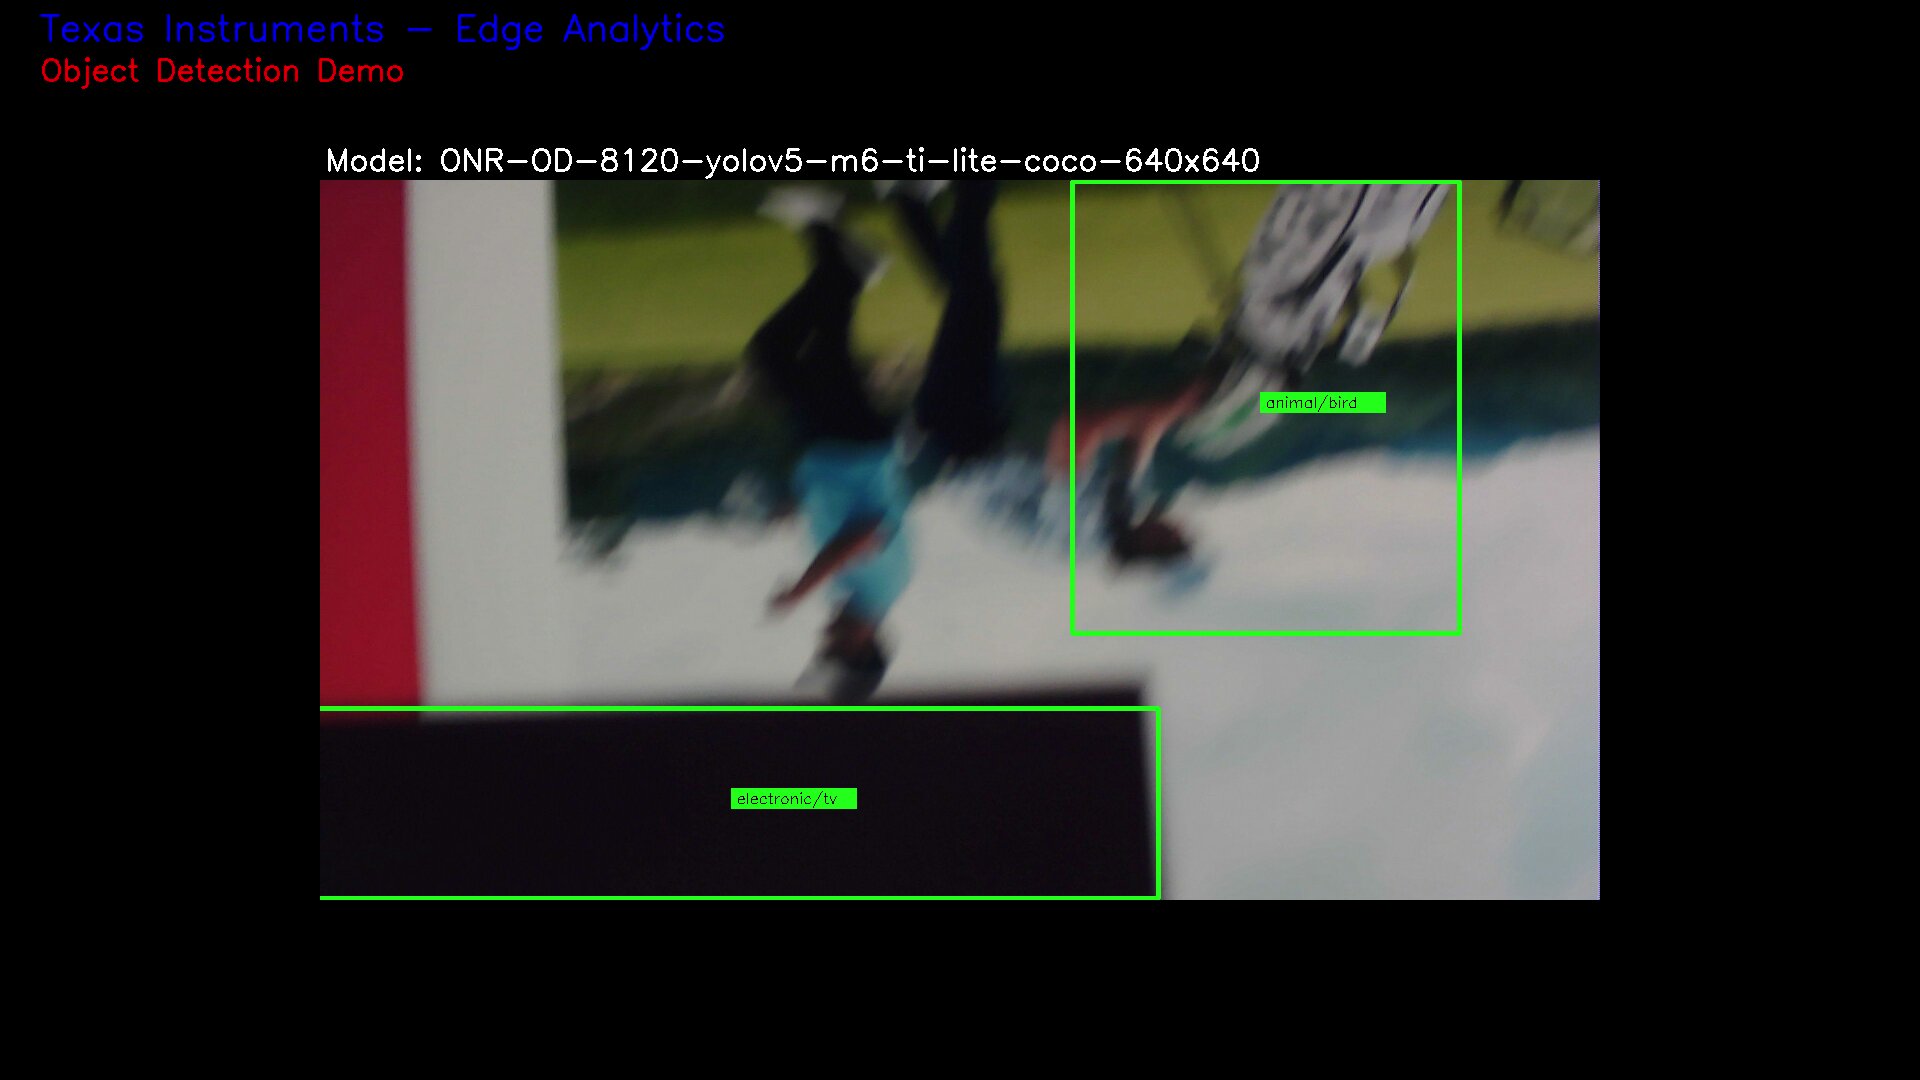 Texas Instruments - Edge Analytics
Object Detection Demo
Model: ONR-OD-8120-yolov5-m6-ti-lite-coco-640x640
animal/bird
electronic/tv